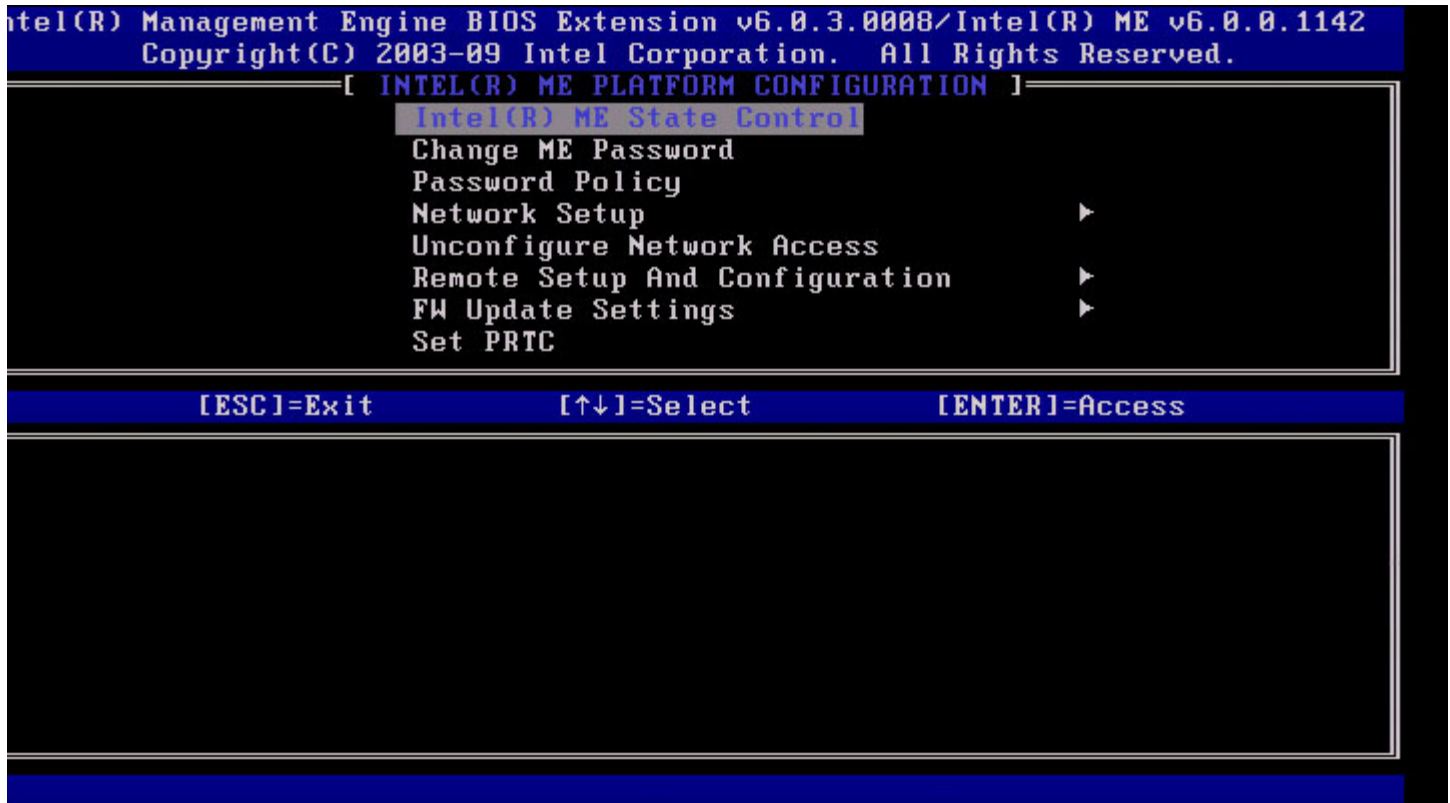 ntel(R) Management Engine BIOS Extension v6.0.3.0008/Intel(R) ME v6.0.0.1142
Copyright(C) 2003-09 Intel Corporation. All Rights Reserved.
[ INTEL(R) ME PLATFORM CONFIGURATION ]
Intel(R) ME State Control
Change ME Password
Password Policy
Network Setup ►
Unconfigure Network Access
Remote Setup And Configuration ►
FW Update Settings ►
Set PRTC
[ESC]=Exit [↑↓]=Select [ENTER]=Access